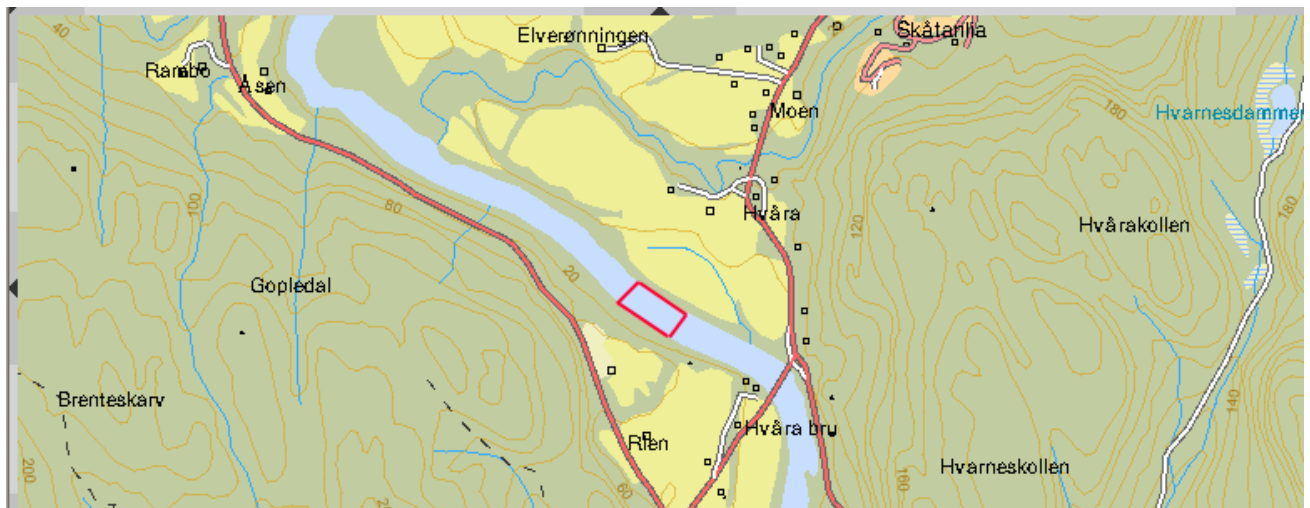 40
Elverønningen
Skåtanlia
Rambo
Åsen
Moen
180
Hvarnesdammen
100
80
Hvåra
120
180
Hvårakollen
20
Gopledal
Brenteskarv
140
Rien
Hvåra bru
Hvarneskollen
200
60
160